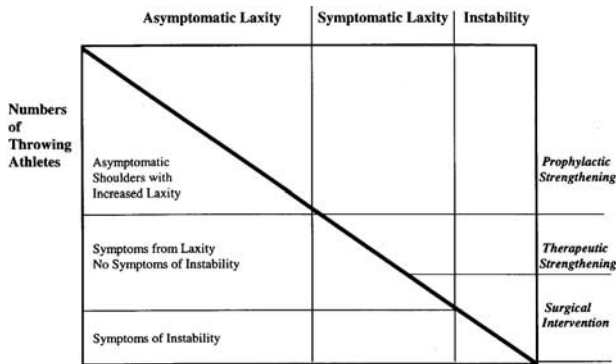 Asymptomatic Laxity
Symptomatic Laxity
Instability
Numbers
of
Throwing
Athletes
Asymptomatic
Shoulders with
Increased Laxity
Prophylactic
Strengthening
Symptoms from Laxity
No Symptoms of Instability
Therapeutic
Strengthening
Surgical
Intervention
Symptoms of Instability